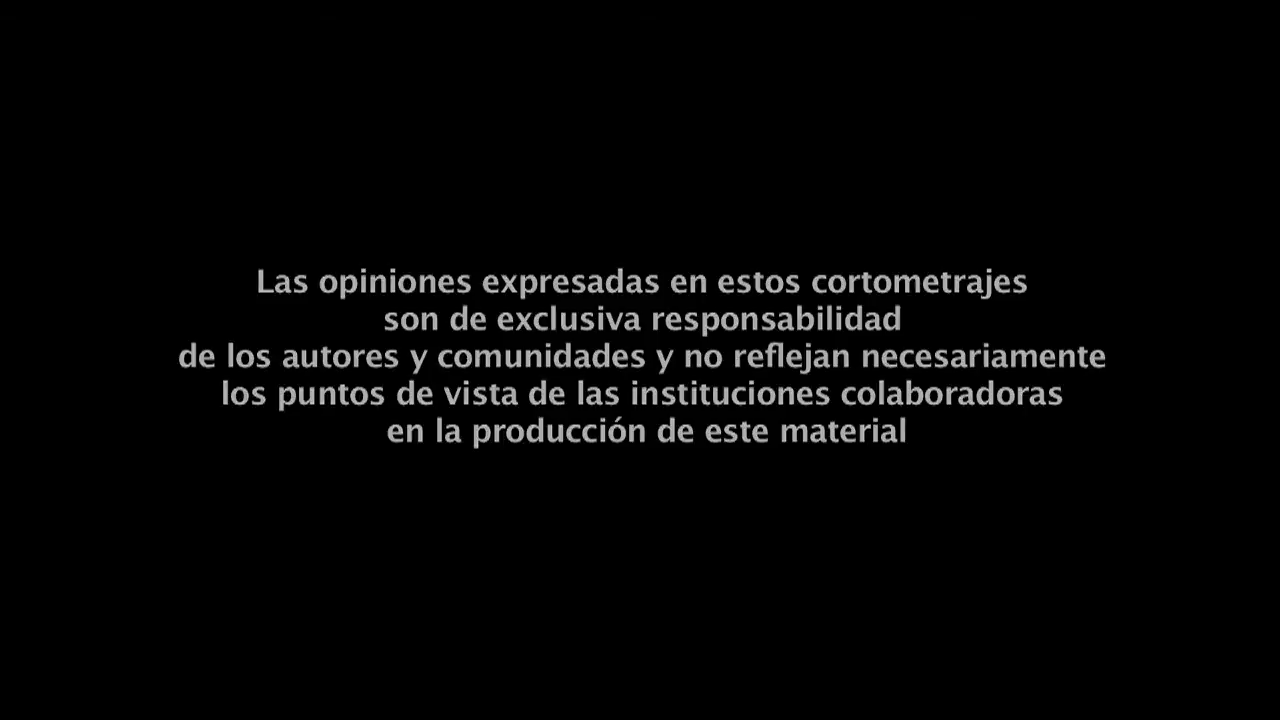 Las opiniones expresadas en estos cortometrajes
son de exclusiva responsabilidad
de los autores y comunidades y no reflejan necesariamente
los puntos de vista de las instituciones colaboradoras
en la producción de este material